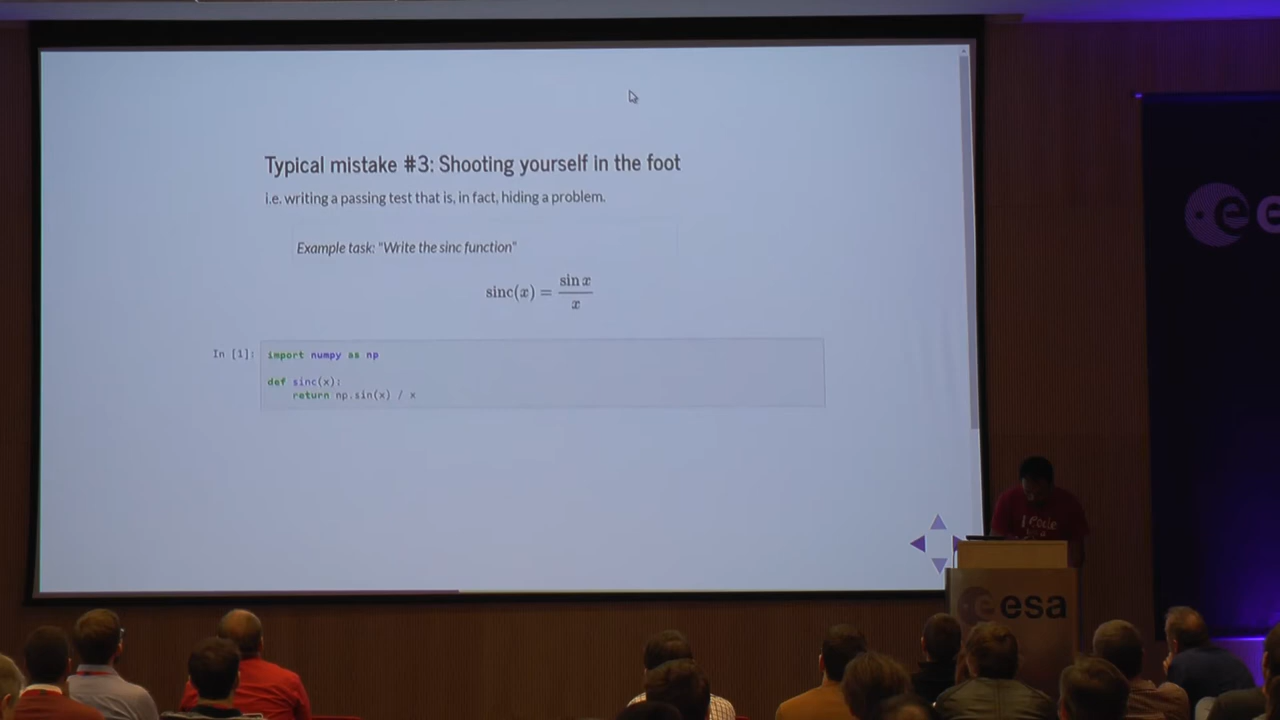 Typical mistake #3: Shooting yourself in the foot
i.e. writing a passing test that is, in fact, hiding a problem.
Example task: "Write the sinc function"
sinc(x) = sin x / x
In [1]:
import numpy as np
def sinc(x):
return np.sin(x) / x
I code
esa
e